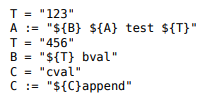 T = "123"
A := "${B} ${A} test ${T}"
T = "456"
B = "${T} bval"
C = "cval"
C := "${C}append"